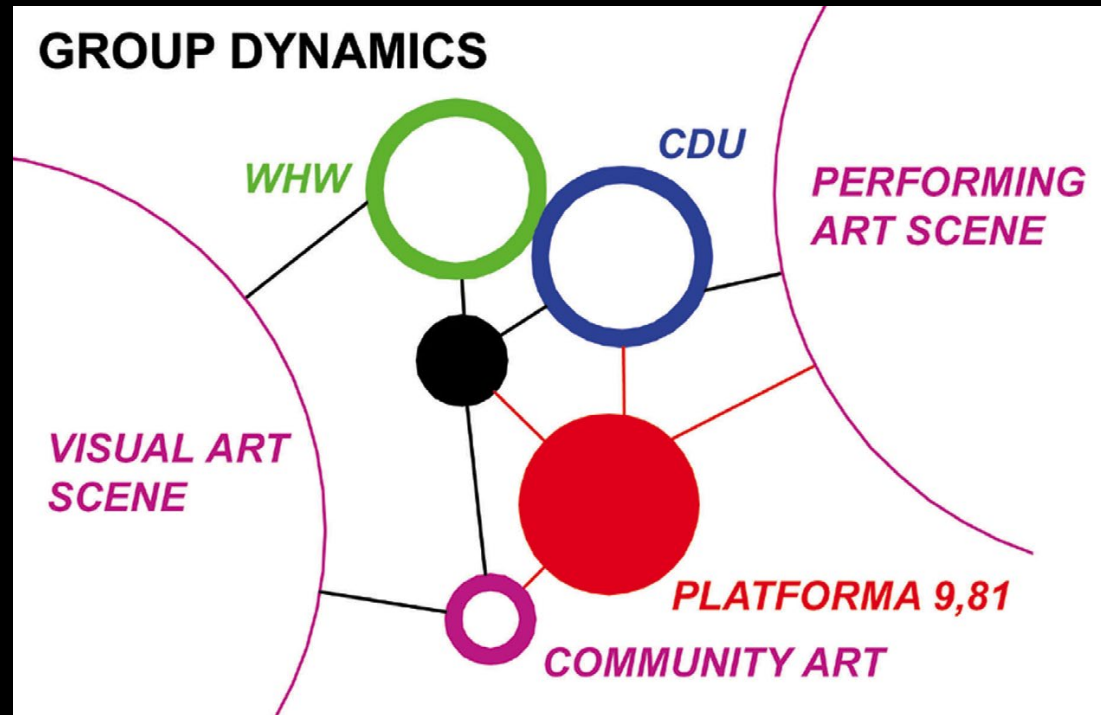 GROUP DYNAMICS
WHW
CDU
PERFORMING
ART SCENE
VISUAL ART
SCENE
PLATFORMA 9,81
COMMUNITY ART